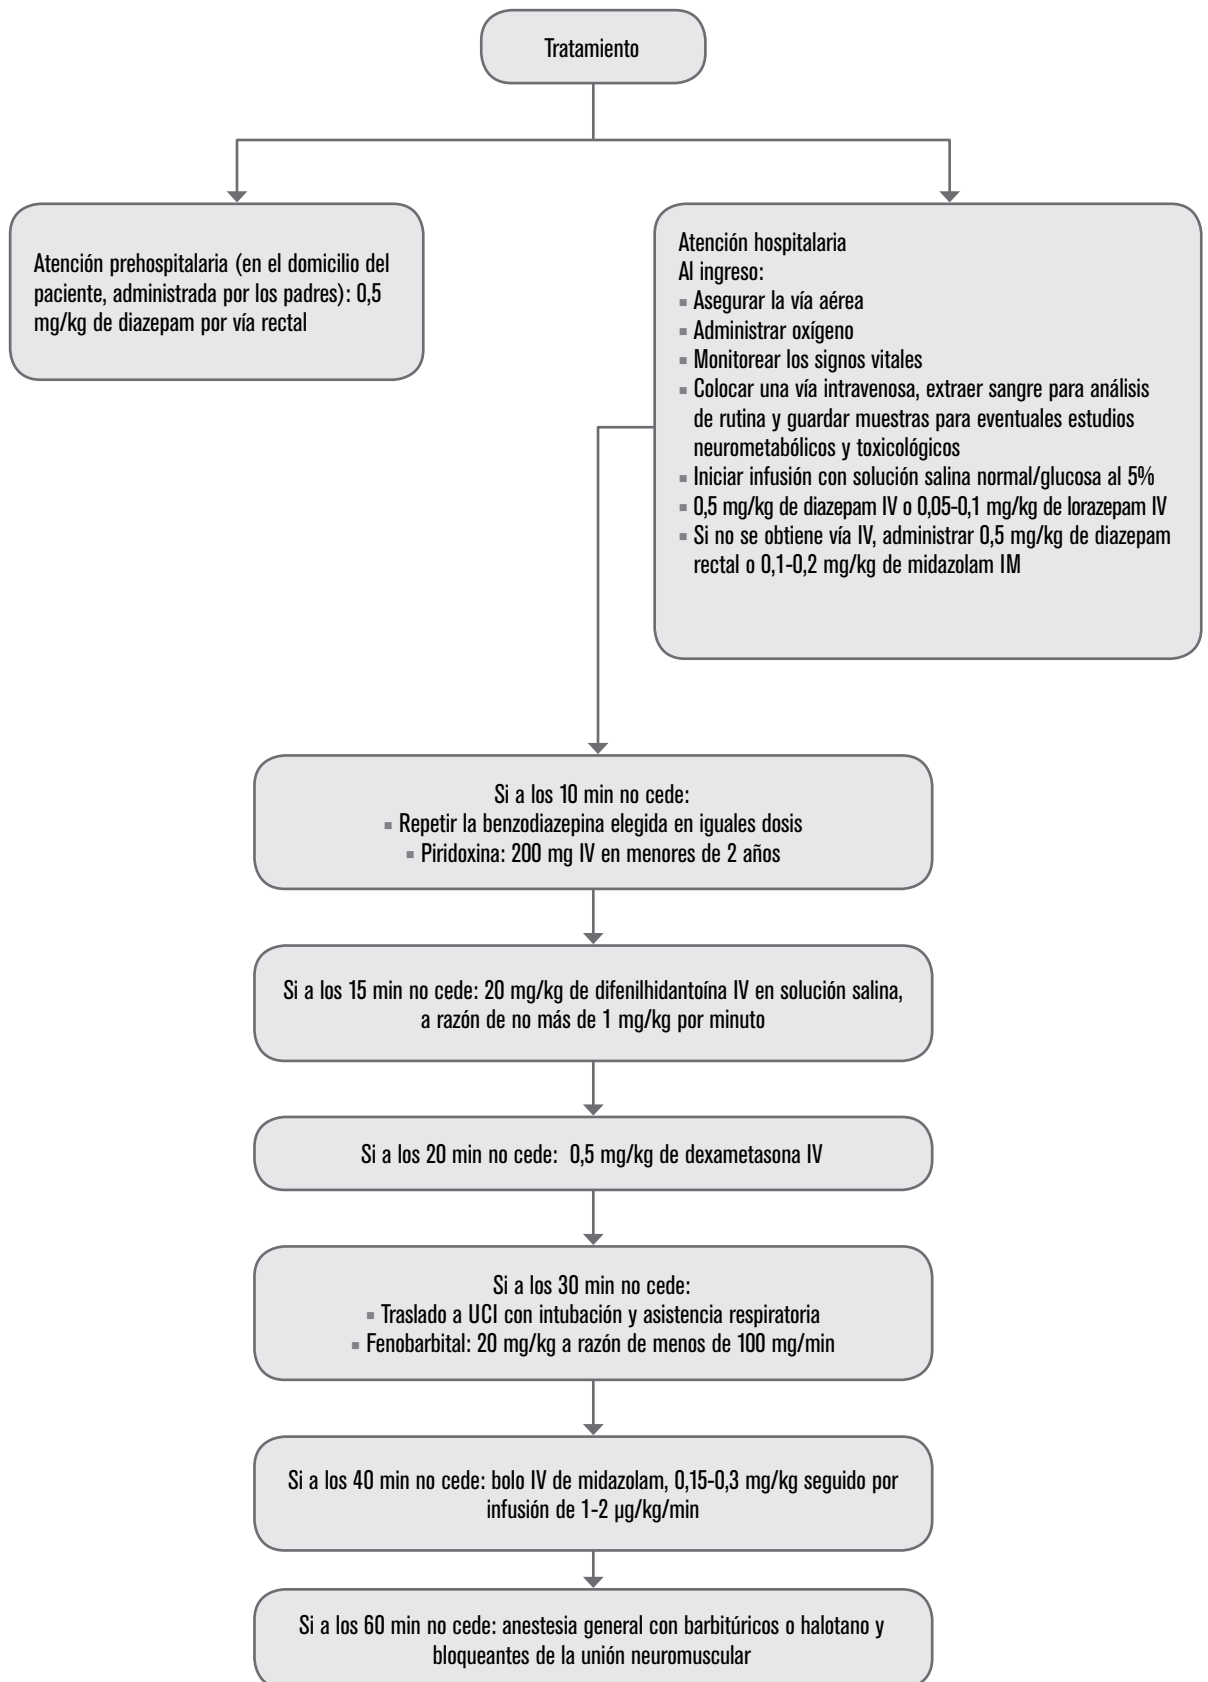 Tratamiento
Atención prehospitalaria (en el domicilio del
paciente, administrada por los padres): 0,5
mg/kg de diazepam por vía rectal
Atención hospitalaria
Al ingreso:
▪ Asegurar la vía aérea
▪ Administrar oxígeno
▪ Monitorear los signos vitales
▪ Colocar una vía intravenosa, extraer sangre para análisis
de rutina y guardar muestras para eventuales estudios
neurometabólicos y toxicológicos
▪ Iniciar infusión con solución salina normal/glucosa al 5%
▪ 0,5 mg/kg de diazepam IV o 0,05-0,1 mg/kg de lorazepam IV
▪ Si no se obtiene vía IV, administrar 0,5 mg/kg de diazepam
rectal o 0,1-0,2 mg/kg de midazolam IM
Si a los 10 min no cede:
▪ Repetir la benzodiazepina elegida en iguales dosis
▪ Piridoxina: 200 mg IV en menores de 2 años
Si a los 15 min no cede: 20 mg/kg de difenilhidantoína IV en solución salina,
a razón de no más de 1 mg/kg por minuto
Si a los 20 min no cede: 0,5 mg/kg de dexametasona IV
Si a los 30 min no cede:
▪ Traslado a UCI con intubación y asistencia respiratoria
▪ Fenobarbital: 20 mg/kg a razón de menos de 100 mg/min
Si a los 40 min no cede: bolo IV de midazolam, 0,15-0,3 mg/kg seguido por
infusión de 1-2 µg/kg/min
Si a los 60 min no cede: anestesia general con barbitúricos o halotano y
bloqueantes de la unión neuromuscular